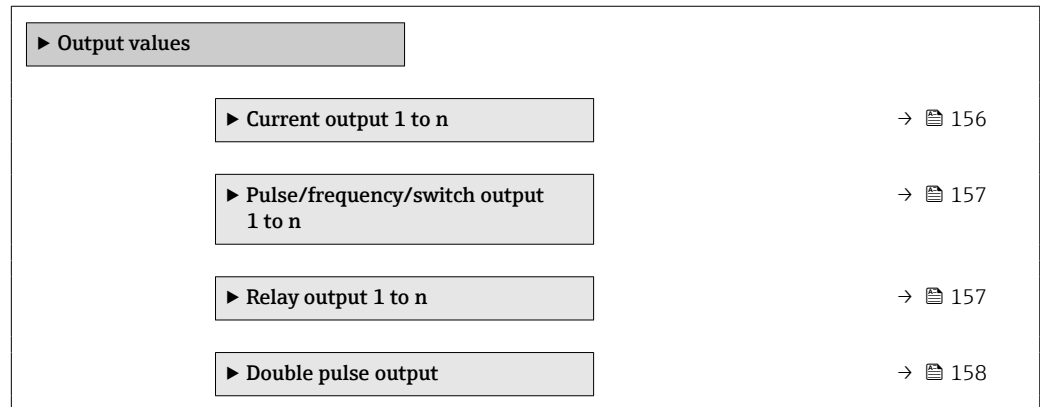 ▶ Output values
▶ Current output 1 to n → 156
▶ Pulse/frequency/switch output → 157
1 to n
▶ Relay output 1 to n → 157
▶ Double pulse output → 158